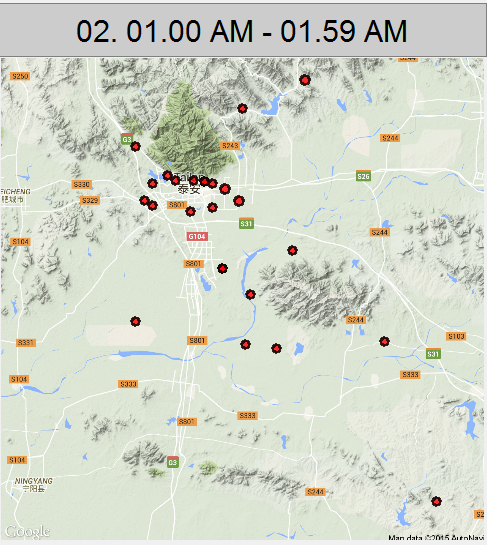 02. 01.00 AM - 01.59 AM
S250
S244
G3
S243
S244
S26
EICHENG
肥城市
S330
S329
泰安
S801
S31
S104
G104
S244
S801
S244
S331
S801
S103
S31
S104
S333
S333
S333
S801
S104
G3
NINGYANG
宁阳县
S244
Google
Map data ©2015 AutoNavi